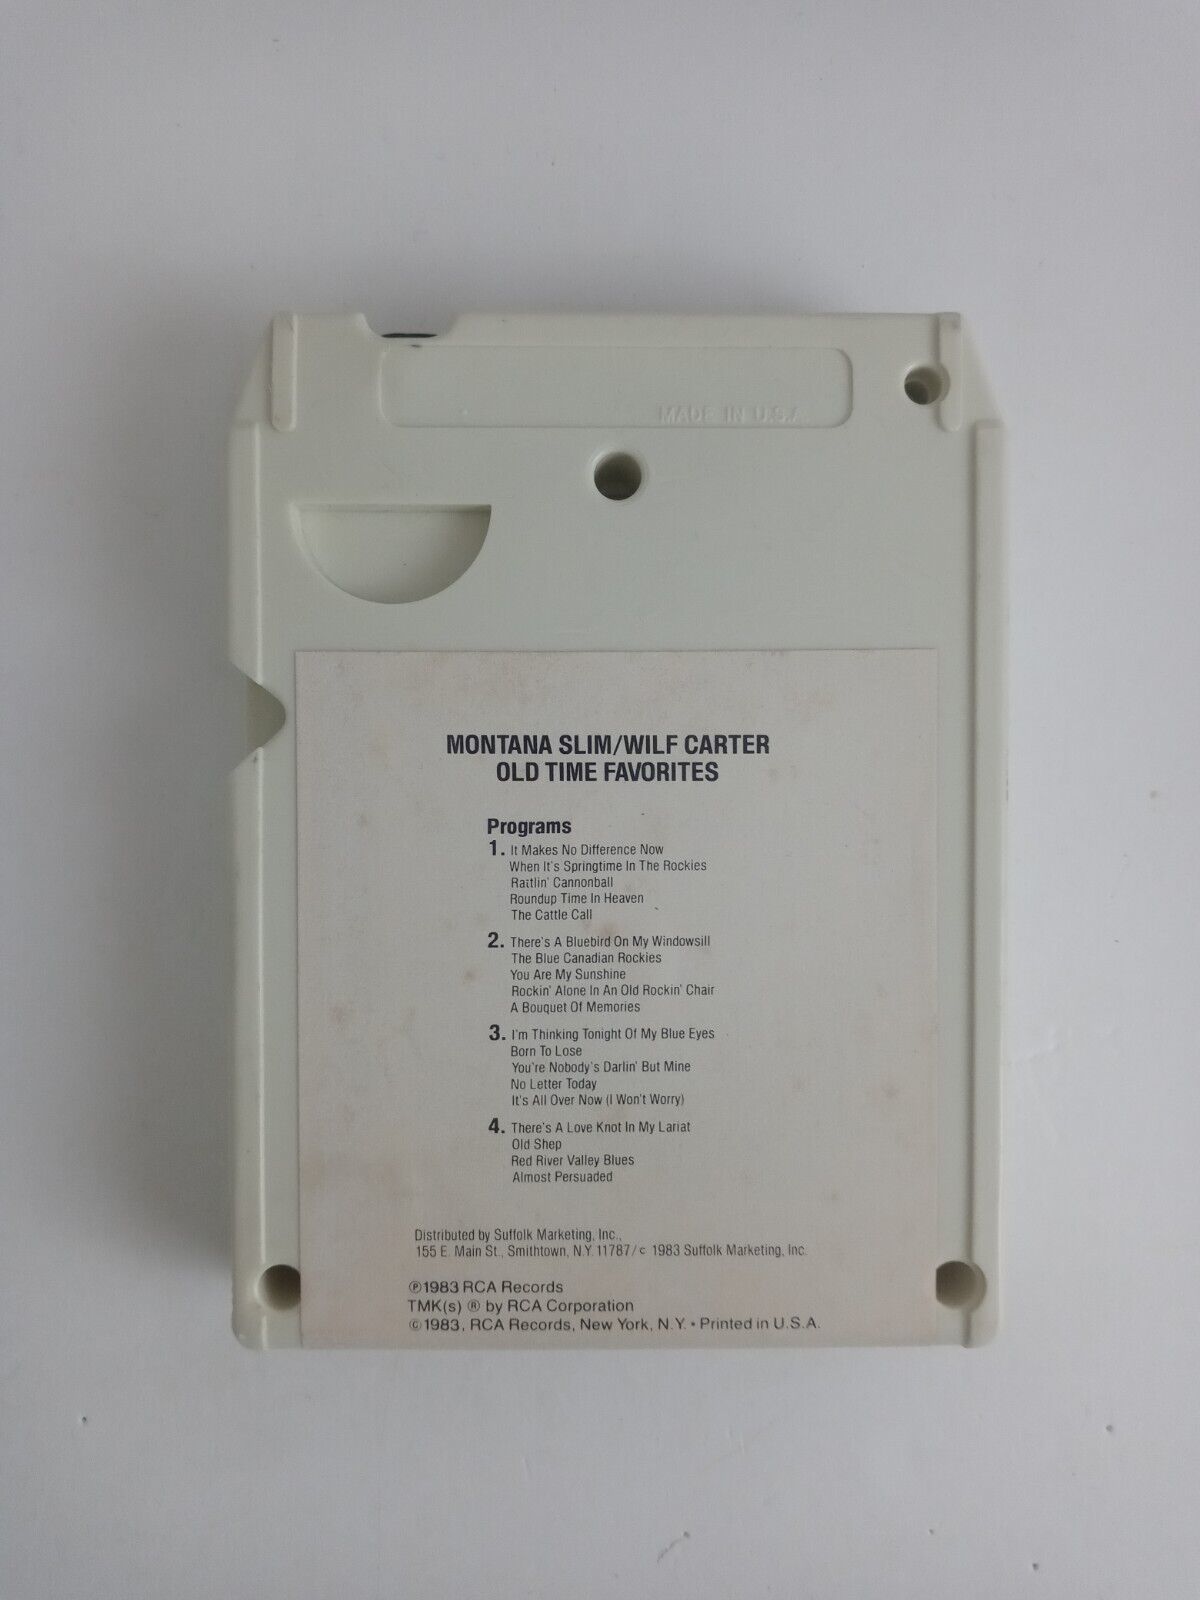 MADE IN U.S.A.
MONTANA SLIM/WILF CARTER
OLD TIME FAVORITES
Programs
1. It Makes No Difference Now
When It's Springtime In The Rockies
Rattlin' Cannonball
Roundup Time In Heaven
The Cattle Call
2. There's A Bluebird On My Windowsill
The Blue Canadian Rockies
You Are My Sunshine
Rockin' Alone In An Old Rockin' Chair
A Bouquet Of Memories
3. I'm Thinking Tonight Of My Blue Eyes
Born To Lose
You're Nobody's Darlin' But Mine
No Letter Today
It's All Over Now (I Won't Worry)
4. There's A Love Knot In My Lariat
Old Shep
Red River Valley Blues
Almost Persuaded
Distributed by Suffolk Marketing, Inc.,
155 E. Main St., Smithtown, N.Y. 11787/c 1983 Suffolk Marketing, Inc.
℗1983 RCA Records
TMK(s) ® by RCA Corporation
©1983, RCA Records, New York, N.Y. • Printed in U.S.A.